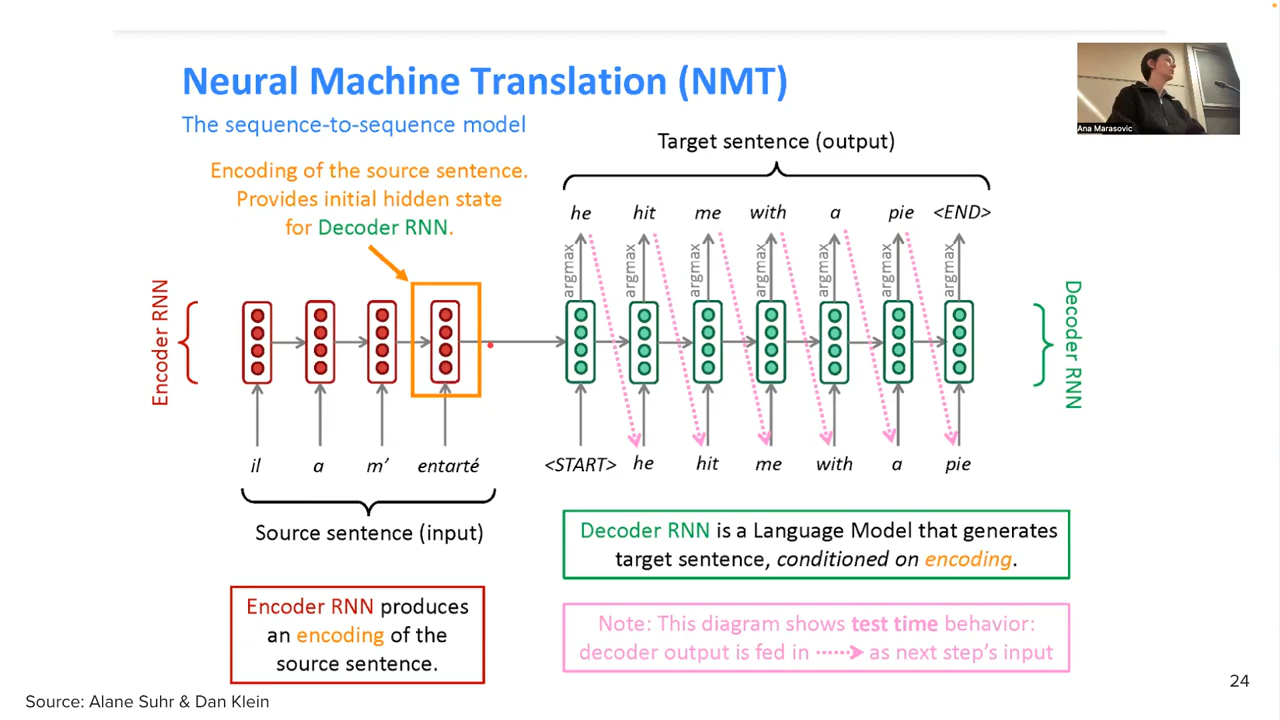 Neural Machine Translation (NMT)
The sequence-to-sequence model
Ana Marasovic
Target sentence (output)
Encoding of the source sentence.
Provides initial hidden state
for Decoder RNN.
he hit me with a pie <END>
argmax argmax argmax argmax argmax argmax argmax
Encoder RNN
Decoder RNN
il a m' entarté
<START> he hit me with a pie
Source sentence (input)
Decoder RNN is a Language Model that generates
target sentence, conditioned on encoding.
Encoder RNN produces
an encoding of the
source sentence.
Note: This diagram shows test time behavior:
decoder output is fed in as next step's input
24
Source: Alane Suhr & Dan Klein